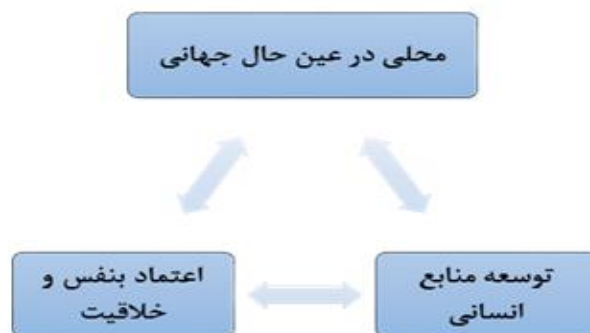 محلی در عین حال جهانی
توسعه منابع
انسانی
اعتماد بنفس و
خلاقیت